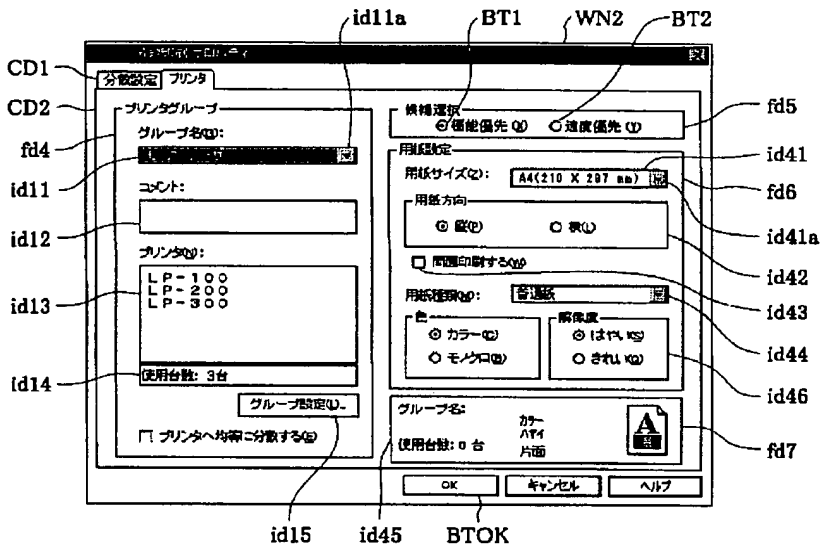 id11a
BT1
WN2
BT2
CD1
分散設定 プリンタ
CD2
プリンタグループ
候補選択
fd5
機能優先(X) 速度優先(Y)
グループ名(G):
fd4
用紙設定
id41
用紙サイズ(Z): A4(210 X 297 mm)
fd6
id11
コメント:
用紙方向
id41a
縦(P) 横(L)
id12
プリンタ(N):
id42
両面印刷する(W)
LP-100
LP-200
LP-300
id13
用紙種類(M): 普通紙
id43
色 解像度
カラー(C) はやい(S)
id44
モノクロ(B) きれい(Q)
id14
使用台数: 3台
id46
グループ設定(L)...
グループ名:
カラー
ハヤイ
片面
A
使用台数: 0 台
fd7
プリンタへ均等に分散する(E)
OK キャンセル ヘルプ
id15 id45 BTOK